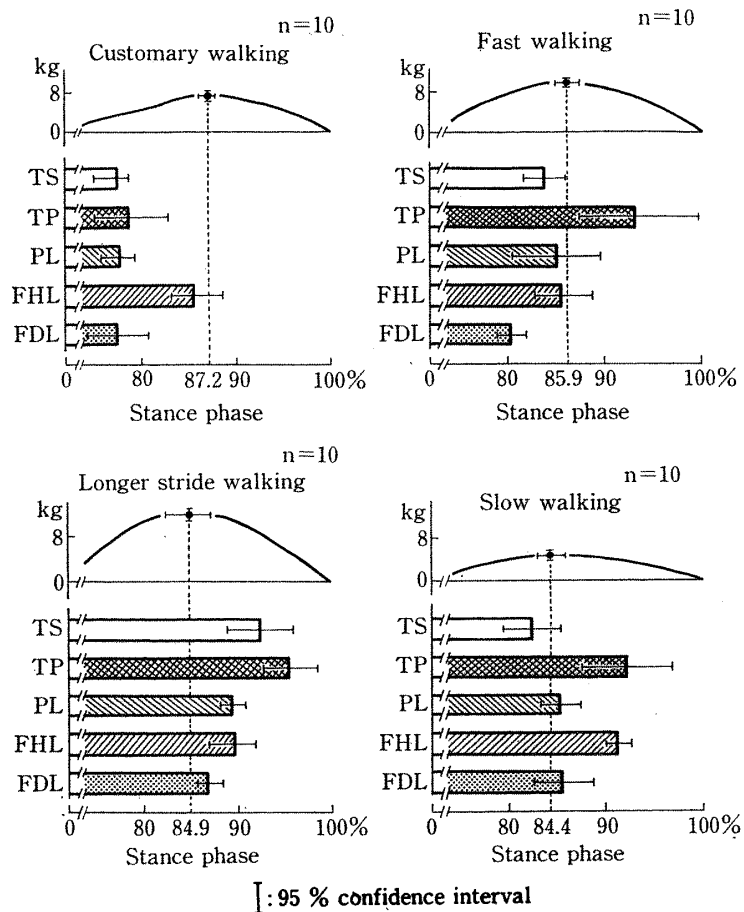 n=10
Customary walking
kg
8
0
TS
TP
PL
FHL
FDL
0 80 87.2 90 100%
Stance phase
n=10
Fast walking
kg
8
0
TS
TP
PL
FHL
FDL
0 80 85.9 90 100%
Stance phase
n=10
Longer stride walking
kg
8
0
TS
TP
PL
FHL
FDL
0 80 84.9 90 100%
Stance phase
n=10
Slow walking
kg
8
0
TS
TP
PL
FHL
FDL
0 80 84.4 90 100%
Stance phase
: 95 % confidence interval